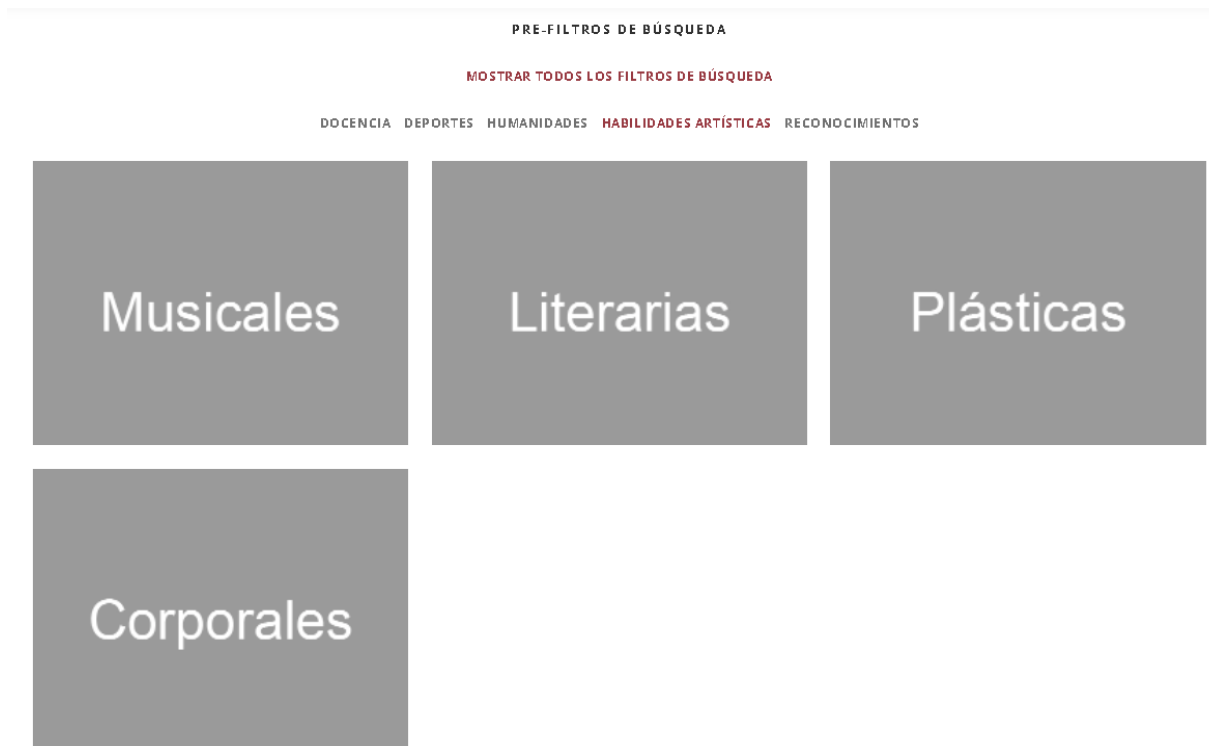 PRE-FILTROS DE BÚSQUEDA
MOSTRAR TODOS LOS FILTROS DE BÚSQUEDA
DOCENCIA DEPORTES HUMANIDADES HABILIDADES ARTÍSTICAS RECONOCIMIENTOS
Musicales Literarias Plásticas
Corporales